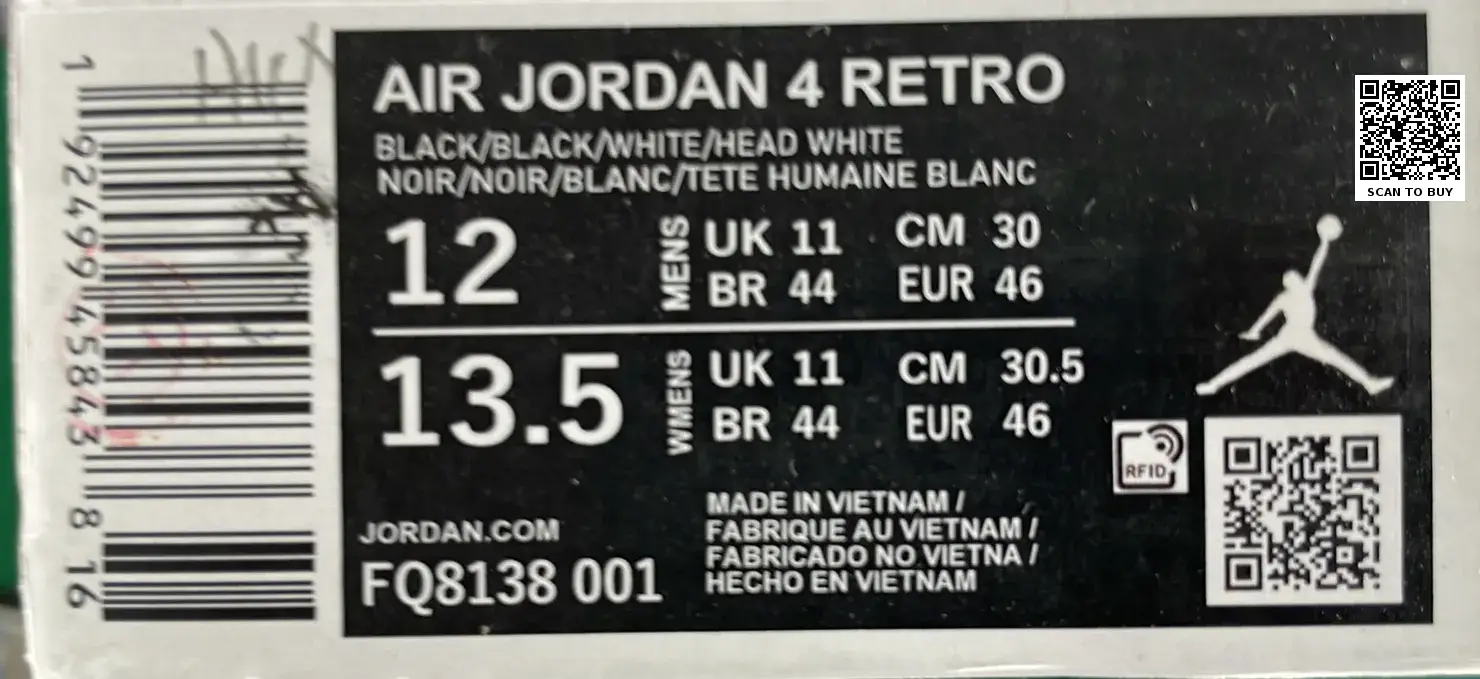 AIR JORDAN 4 RETRO
BLACK/BLACK/WHITE/HEAD WHITE
NOIR/NOIR/BLANC/TETE HUMAINE BLANC
12 MENS UK 11 CM 30
BR 44 EUR 46
13.5 WMENS UK 11 CM 30.5
BR 44 EUR 46
JORDAN.COM
FQ8138 001
MADE IN VIETNAM /
FABRIQUE AU VIETNAM /
FABRICADO NO VIETNA /
HECHO EN VIETNAM
RFID
SCAN TO BUY
1 92499 45843 8 16